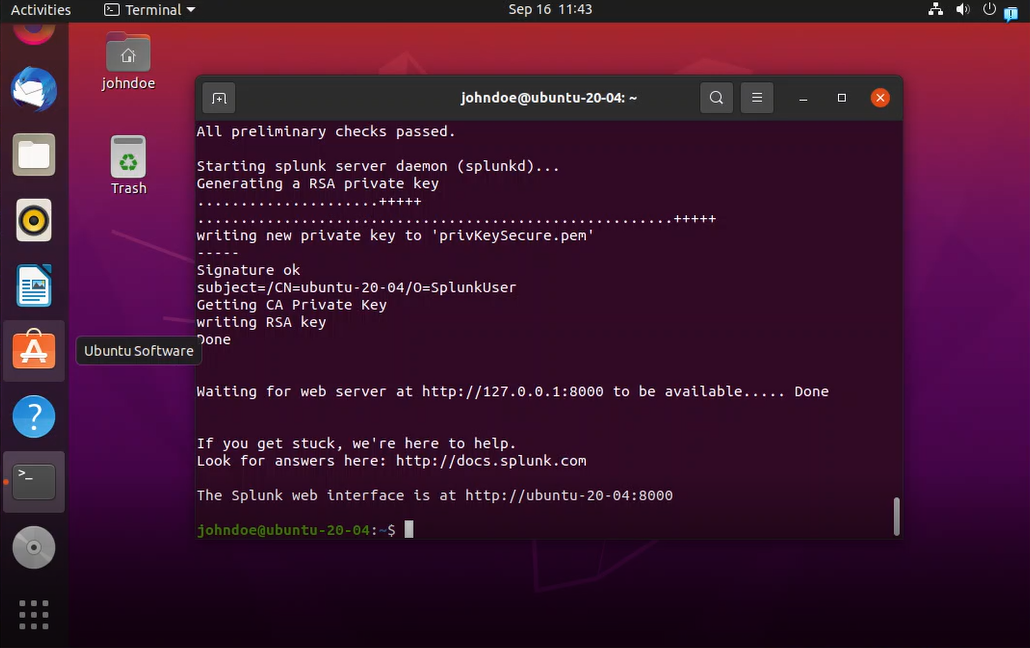 Activities
Terminal
Sep 16 11:43
johndoe
Trash
Ubuntu Software
johndoe@ubuntu-20-04: ~
All preliminary checks passed.
Starting splunk server daemon (splunkd)...
Generating a RSA private key
.....................+++++
.......................................................+++++
writing new private key to 'privKeySecure.pem'
-----
Signature ok
subject=/CN=ubuntu-20-04/O=SplunkUser
Getting CA Private Key
writing RSA key
Done
Waiting for web server at http://127.0.0.1:8000 to be available..... Done
If you get stuck, we're here to help.
Look for answers here: http://docs.splunk.com
The Splunk web interface is at http://ubuntu-20-04:8000
johndoe@ubuntu-20-04:~$